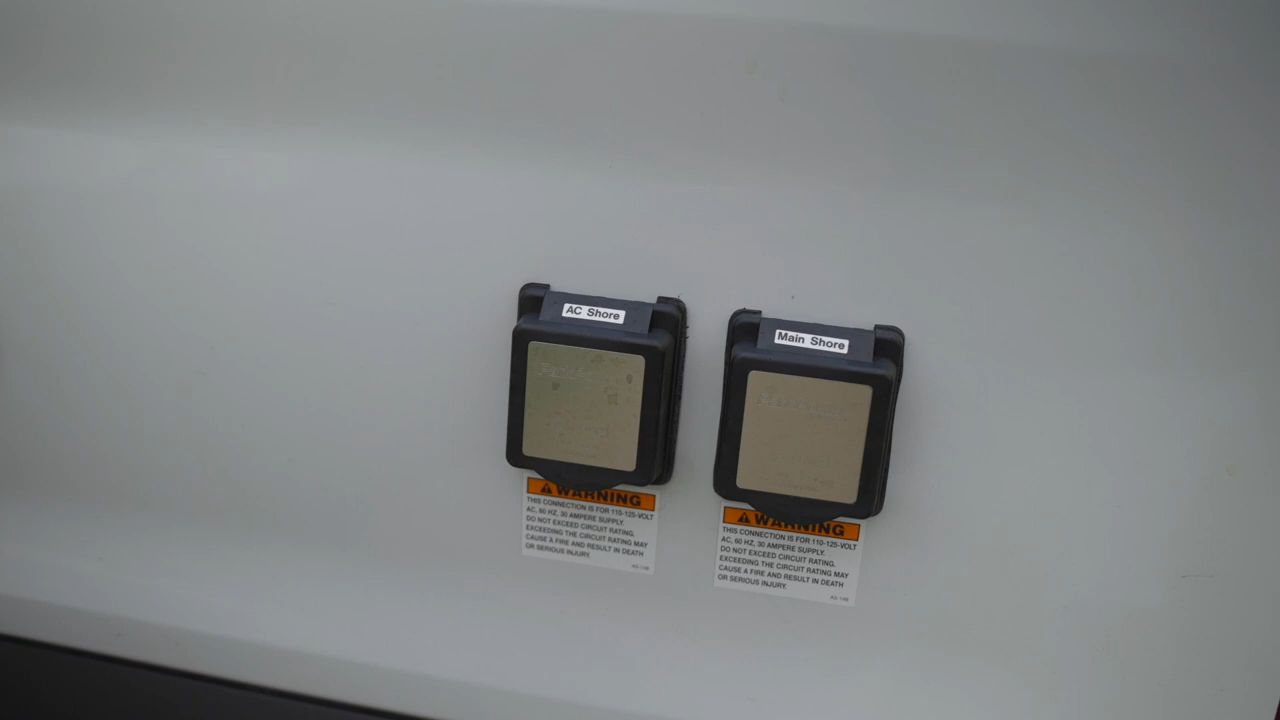 AC Shore
WARNING
THIS CONNECTION IS FOR 110-125-VOLT
AC, 60 HZ, 30 AMPERE SUPPLY.
DO NOT EXCEED CIRCUIT RATING.
EXCEEDING THE CIRCUIT RATING MAY
CAUSE A FIRE AND RESULT IN DEATH
OR SERIOUS INJURY.
Main Shore
WARNING
THIS CONNECTION IS FOR 110-125-VOLT
AC, 60 HZ, 30 AMPERE SUPPLY.
DO NOT EXCEED CIRCUIT RATING.
EXCEEDING THE CIRCUIT RATING MAY
CAUSE A FIRE AND RESULT IN DEATH
OR SERIOUS INJURY.